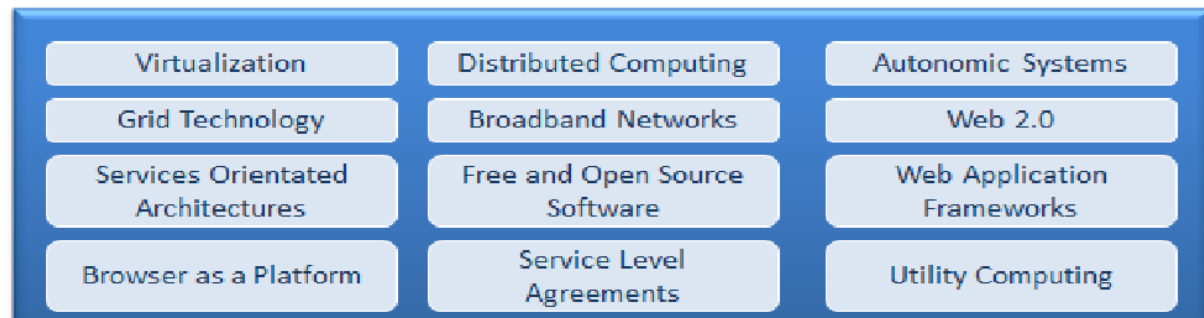 Virtualization
Distributed Computing
Autonomic Systems
Grid Technology
Broadband Networks
Web 2.0
Services Orientated
Architectures
Free and Open Source
Software
Web Application
Frameworks
Browser as a Platform
Service Level
Agreements
Utility Computing